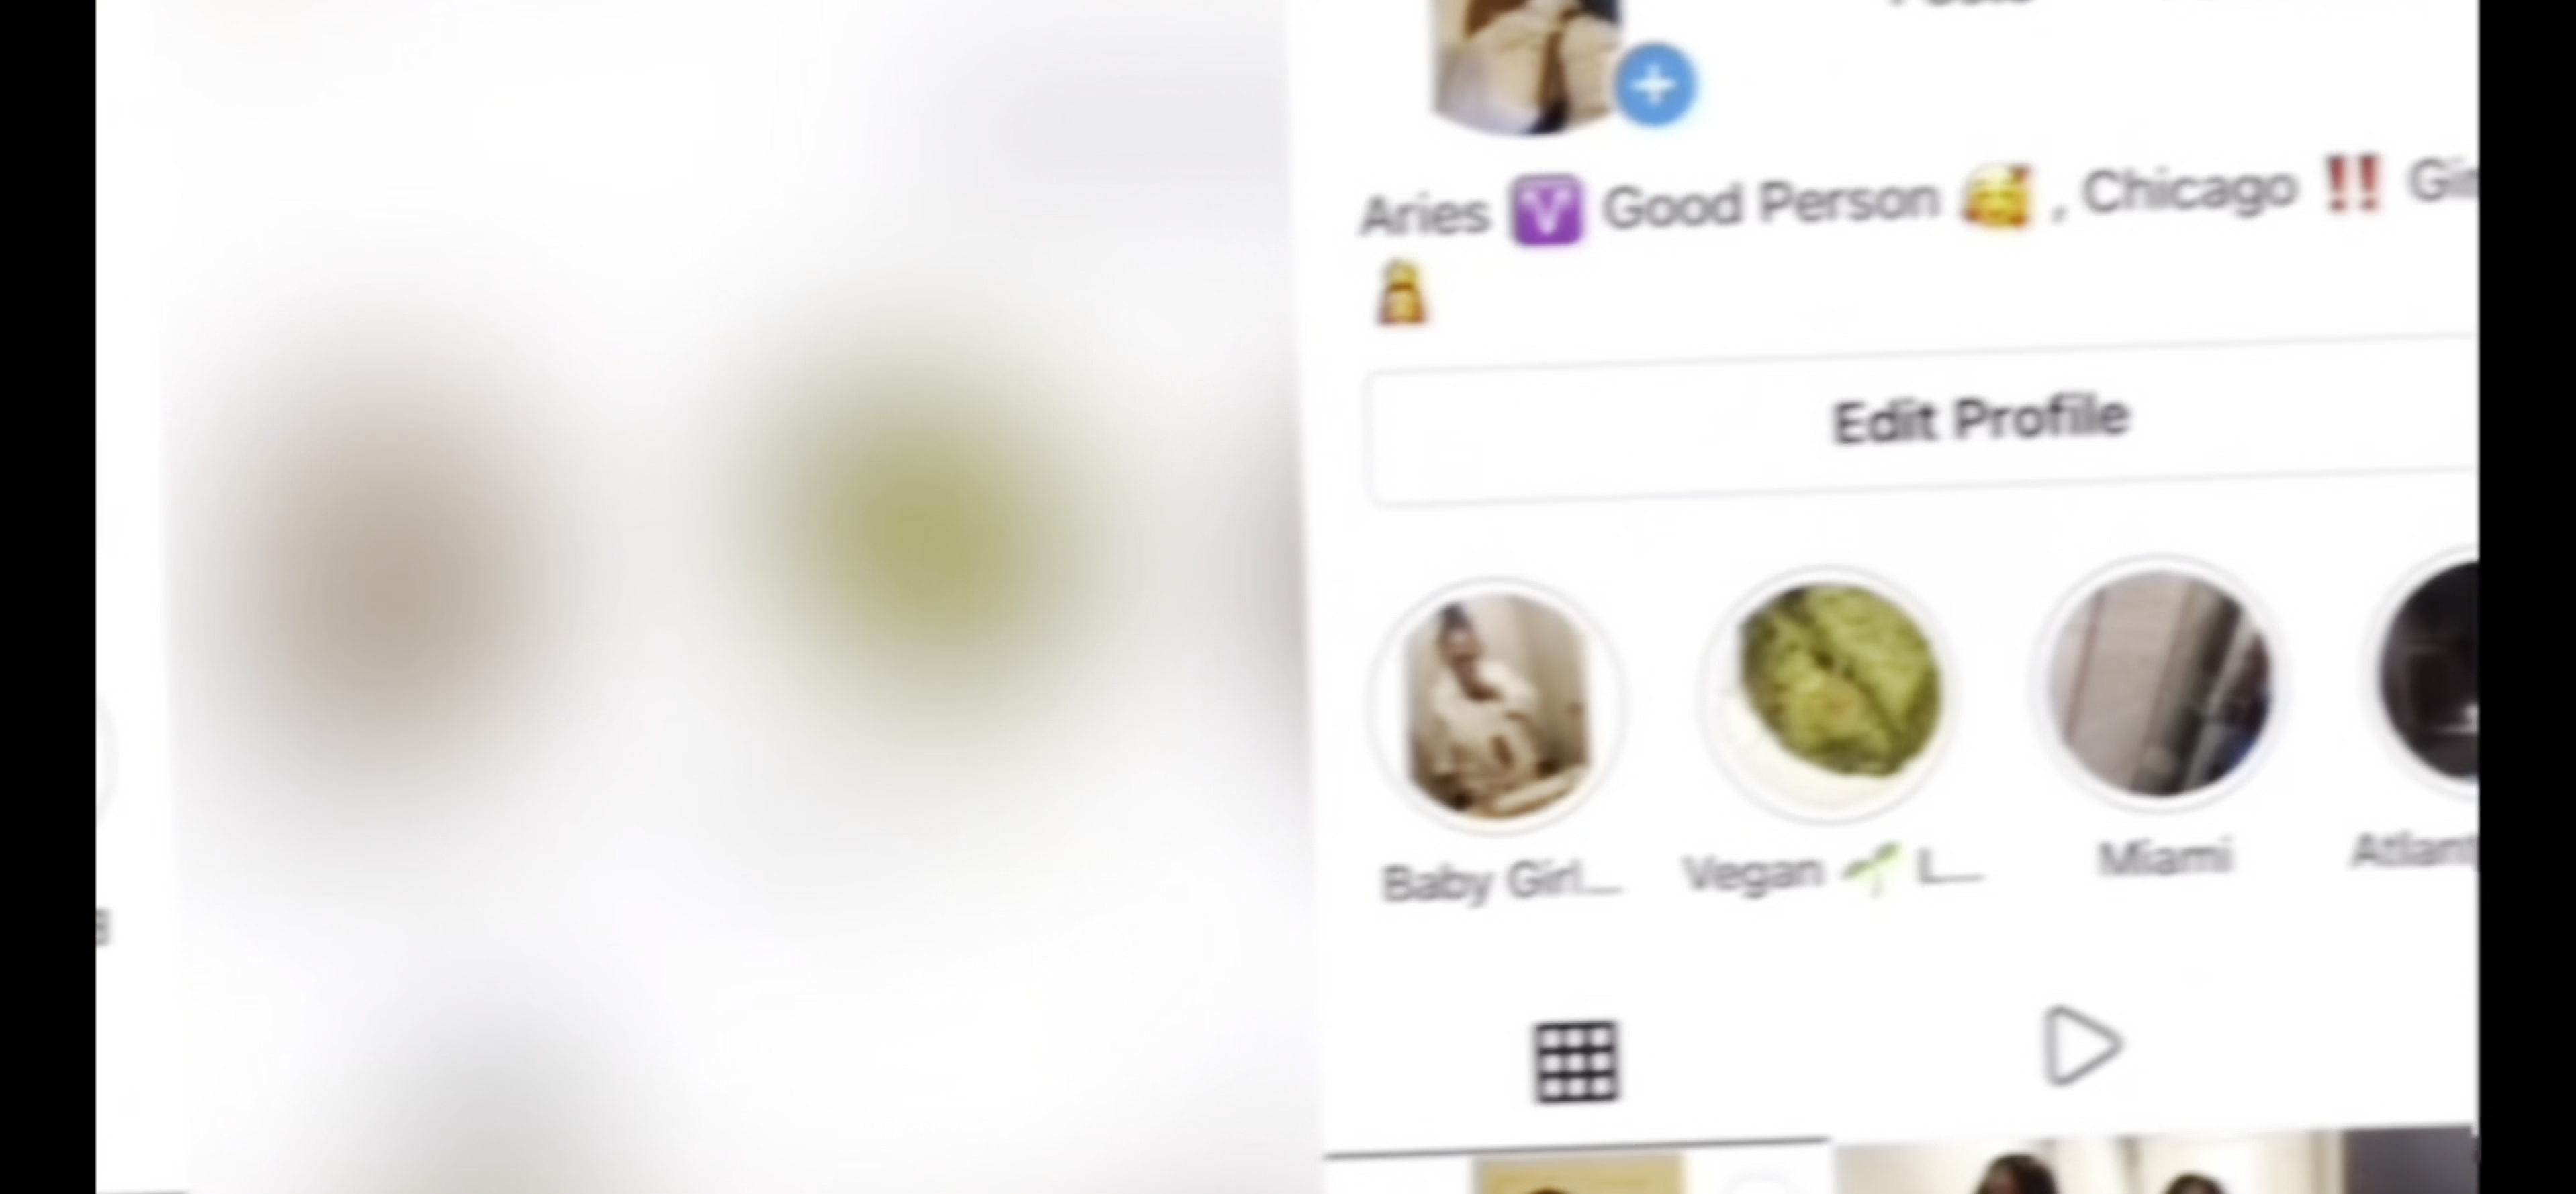 Aries ♈ Good Person 🥰 , Chicago ‼️
Edit Profile
Baby Girl...
Vegan 🌱 L...
Miami